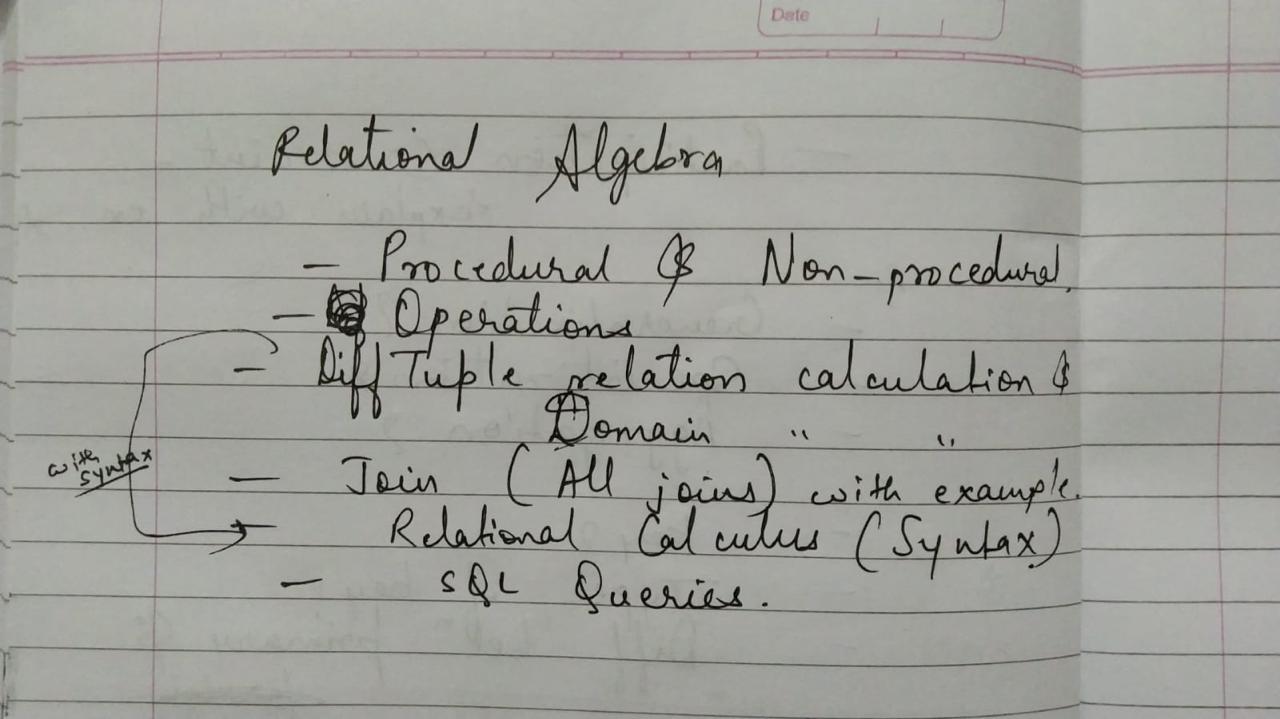 Date
Relational Algebra
- Procedural & Non-procedural.
- Operations
- Diff Tuple relation calculation &
Domain " "
with syntax
- Join (All joins) with example.
- Relational Calculus (Syntax)
- SQL Queries.